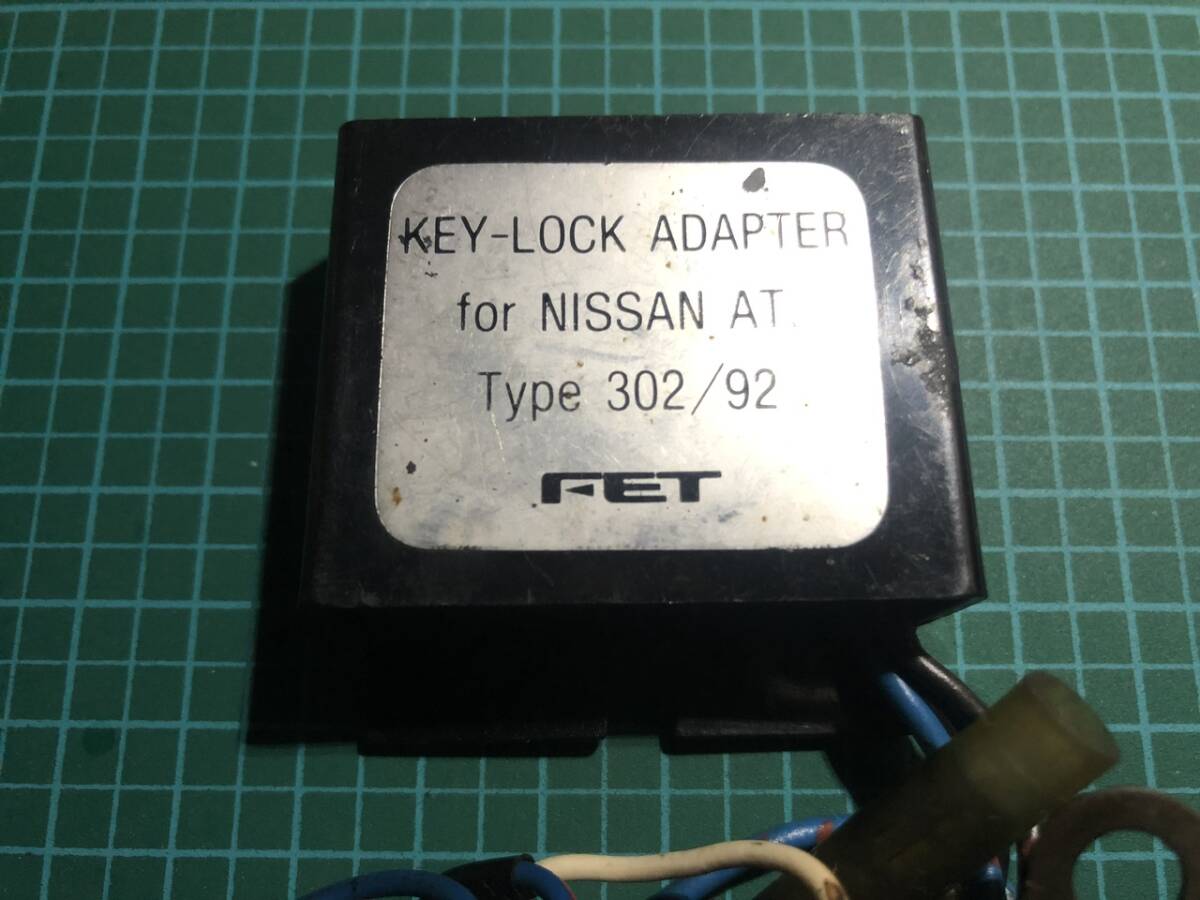 KEY-LOCK ADAPTER
for NISSAN AT.
Type 302/92
FET